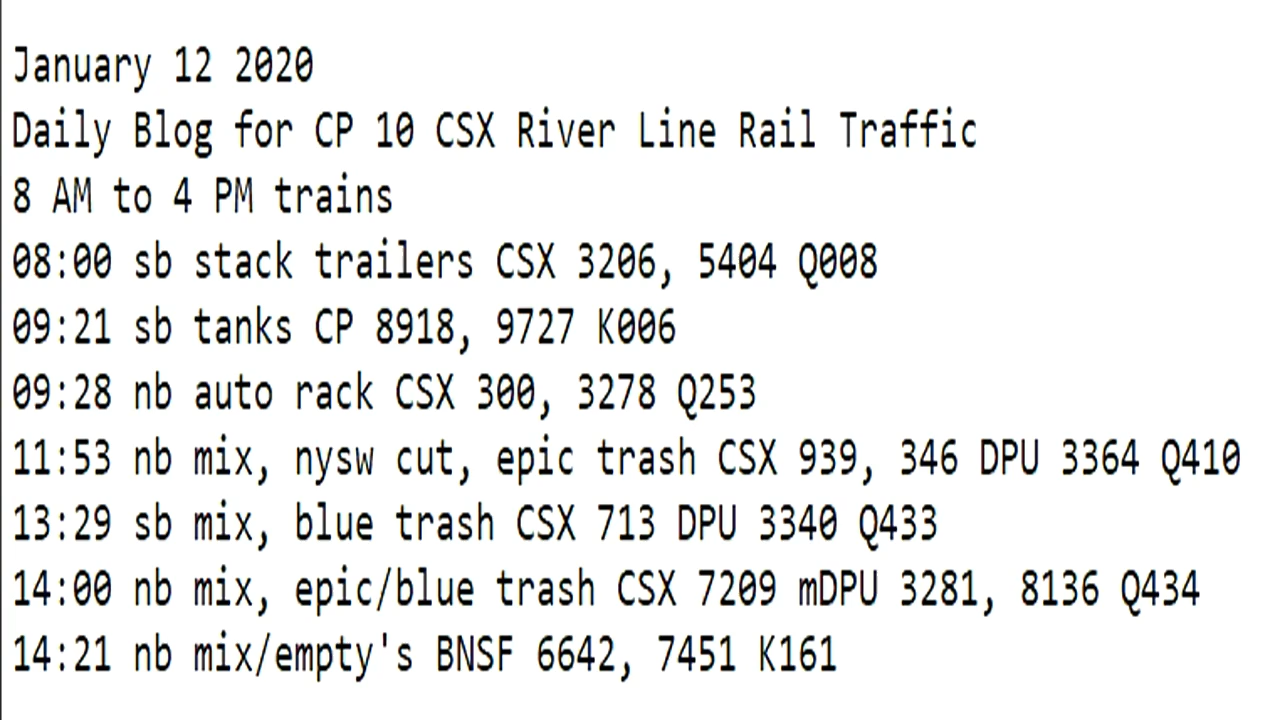 January 12 2020
Daily Blog for CP 10 CSX River Line Rail Traffic
8 AM to 4 PM trains
08:00 sb stack trailers CSX 3206, 5404 Q008
09:21 sb tanks CP 8918, 9727 K006
09:28 nb auto rack CSX 300, 3278 Q253
11:53 nb mix, nysw cut, epic trash CSX 939, 346 DPU 3364 Q410
13:29 sb mix, blue trash CSX 713 DPU 3340 Q433
14:00 nb mix, epic/blue trash CSX 7209 mDPU 3281, 8136 Q434
14:21 nb mix/empty's BNSF 6642, 7451 K161